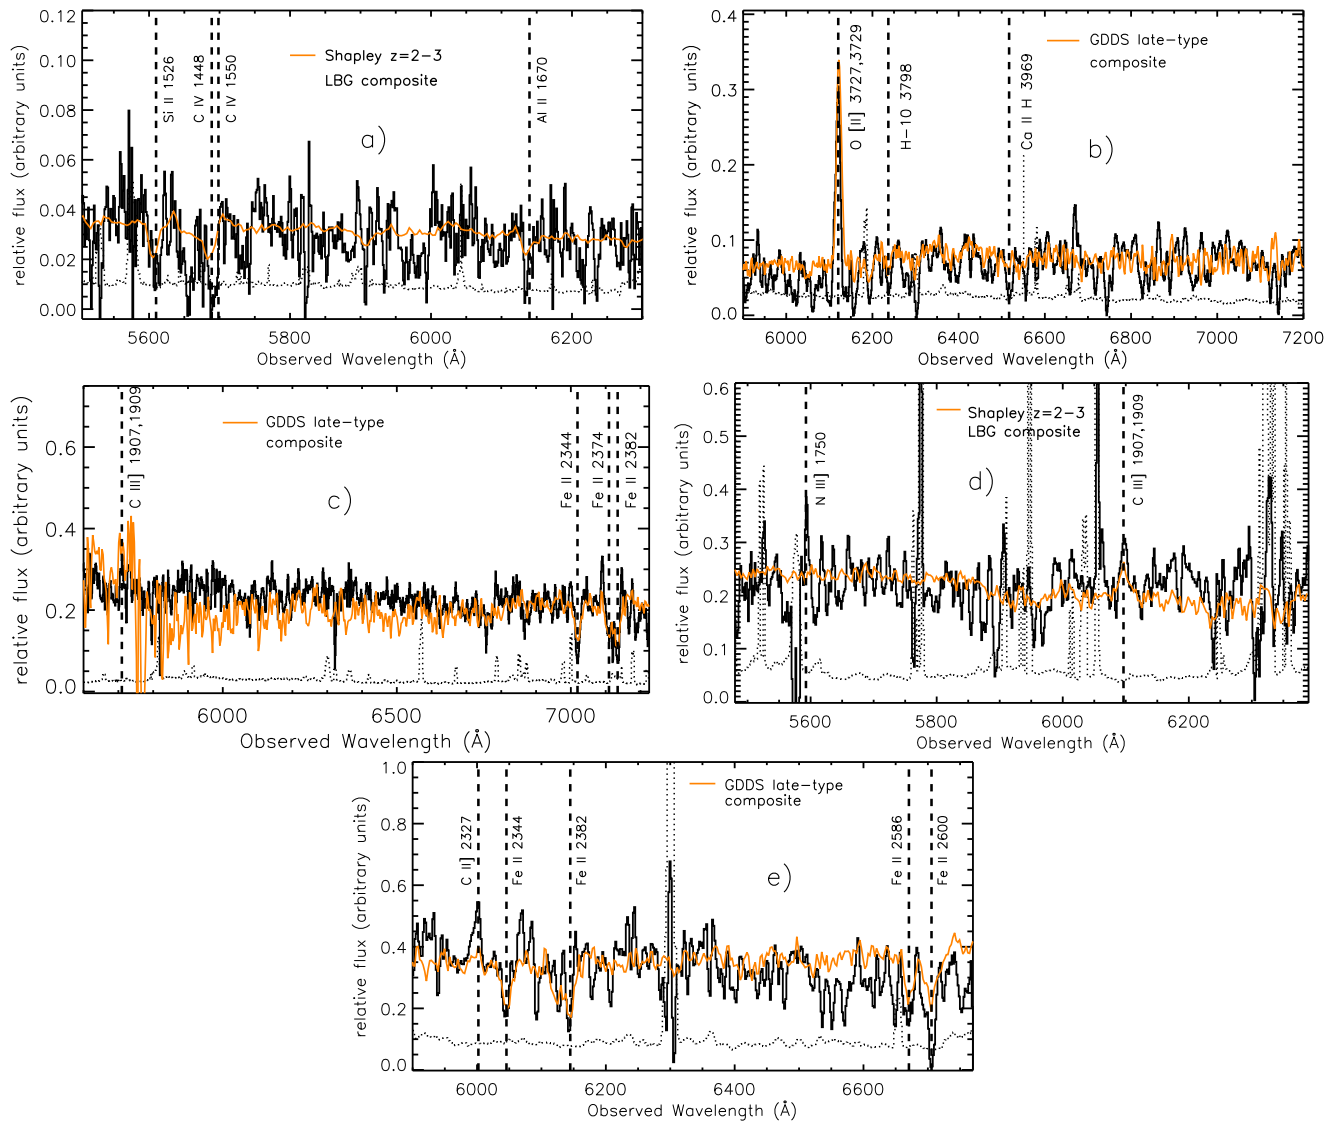 Shapley z=2-3
LBG composite
a)
Si II 1526
C IV 1448
C IV 1550
Al II 1670
relative flux (arbitrary units)
0.12
0.10
0.08
0.06
0.04
0.02
0.00
5600
5800
6000
6200
Observed Wavelength (Å)
GDDS late-type
composite
b)
O [II] 3727,3729
H-10 3798
Ca II H 3969
relative flux (arbitrary units)
0.4
0.3
0.2
0.1
0.0
6000
6200
6400
6600
6800
7000
7200
Observed Wavelength (Å)
GDDS late-type
composite
c)
C III] 1907,1909
Fe II 2344
Fe II 2374
Fe II 2382
relative flux (arbitrary units)
0.6
0.4
0.2
0.0
6000
6500
7000
Observed Wavelength (Å)
Shapley z=2-3
LBG composite
d)
N III] 1750
C III] 1907,1909
relative flux (arbitrary units)
0.6
0.5
0.4
0.3
0.2
0.1
0.0
5600
5800
6000
6200
Observed Wavelength (Å)
GDDS late-type
composite
e)
C II] 2327
Fe II 2344
Fe II 2382
Fe II 2586
Fe II 2600
relative flux (arbitrary units)
1.0
0.8
0.6
0.4
0.2
0.0
6000
6200
6400
6600
Observed Wavelength (Å)